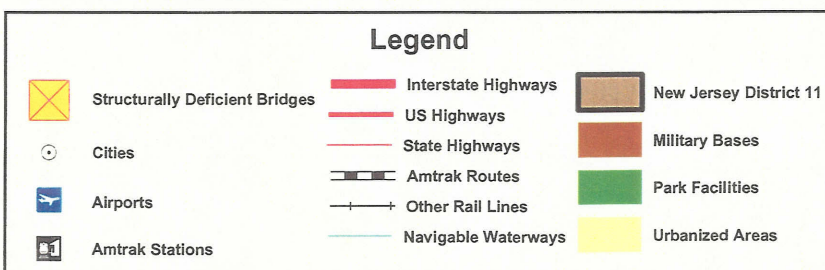 Legend
Structurally Deficient Bridges
Cities
Airports
Amtrak Stations
Interstate Highways
US Highways
State Highways
Amtrak Routes
Other Rail Lines
Navigable Waterways
New Jersey District 11
Military Bases
Park Facilities
Urbanized Areas